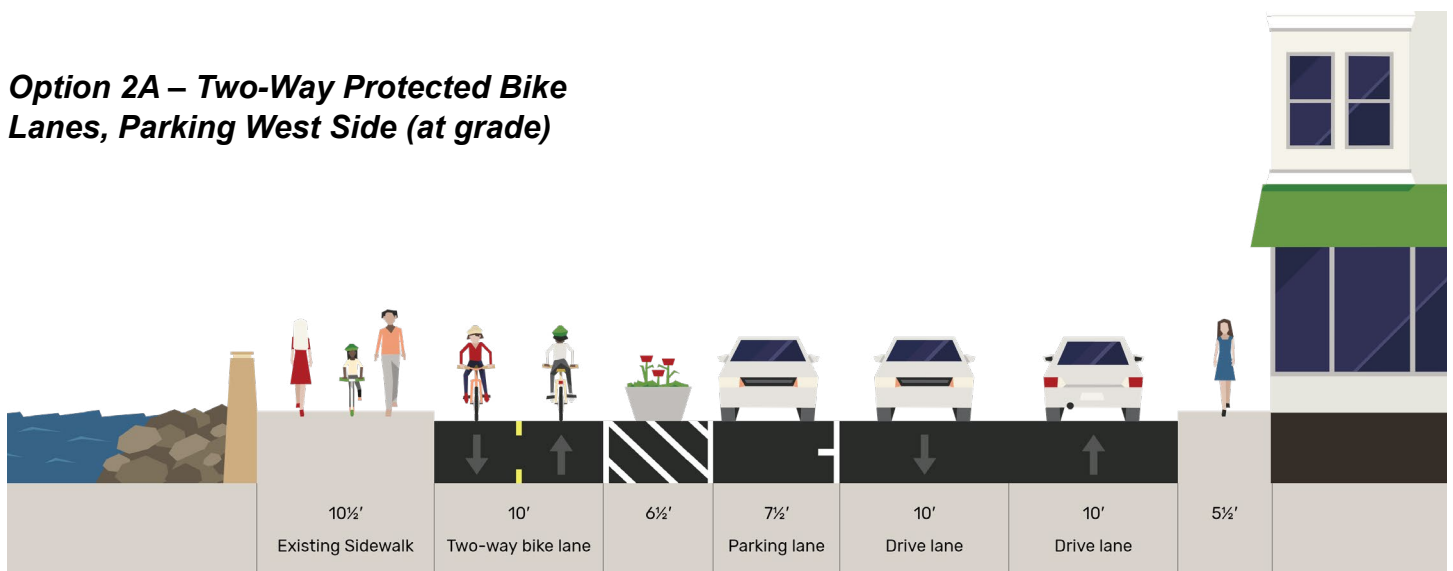 Option 2A – Two-Way Protected Bike
Lanes, Parking West Side (at grade)
10½′ 10′ 6½′ 7½′ 10′ 10′ 5½′
Existing Sidewalk Two-way bike lane Parking lane Drive lane Drive lane